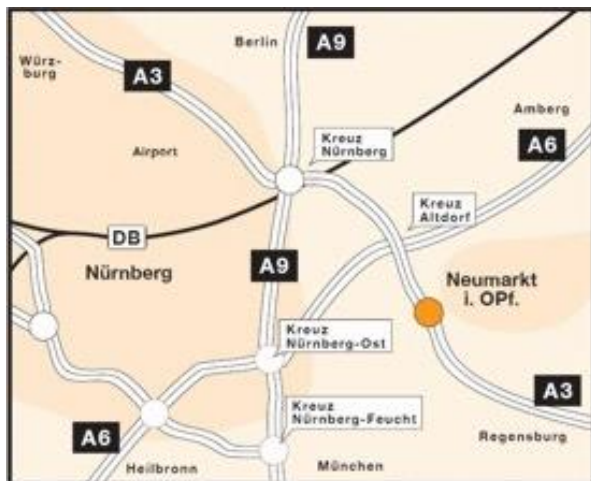 Berlin
A9
Würz-
burg
A3
Amberg
A6
Airport
Kreuz
Nürnberg
Kreuz
Altdorf
DB
Nürnberg
A9
Neumarkt
i. OPf.
Kreuz
Nürnberg-Ost
Kreuz
Nürnberg-Feucht
A3
A6
Regensburg
Heilbronn
München